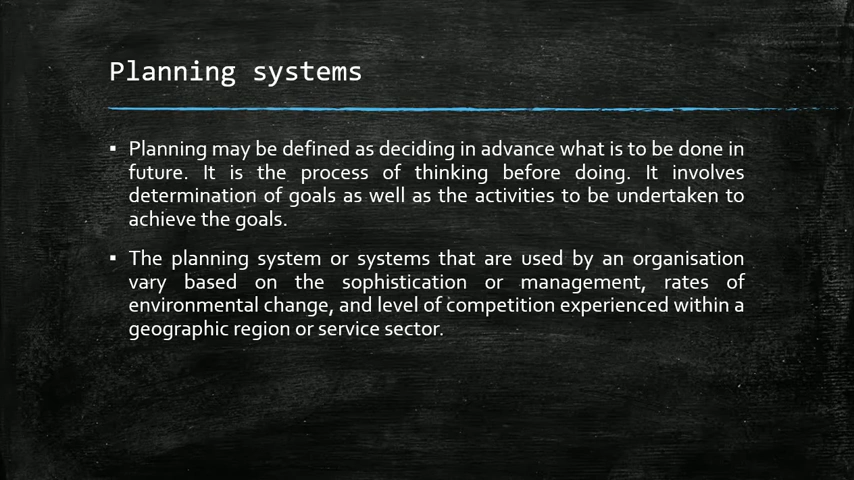 Planning systems
▪ Planning may be defined as deciding in advance what is to be done in
future. It is the process of thinking before doing. It involves
determination of goals as well as the activities to be undertaken to
achieve the goals.
▪ The planning system or systems that are used by an organisation
vary based on the sophistication or management, rates of
environmental change, and level of competition experienced within a
geographic region or service sector.